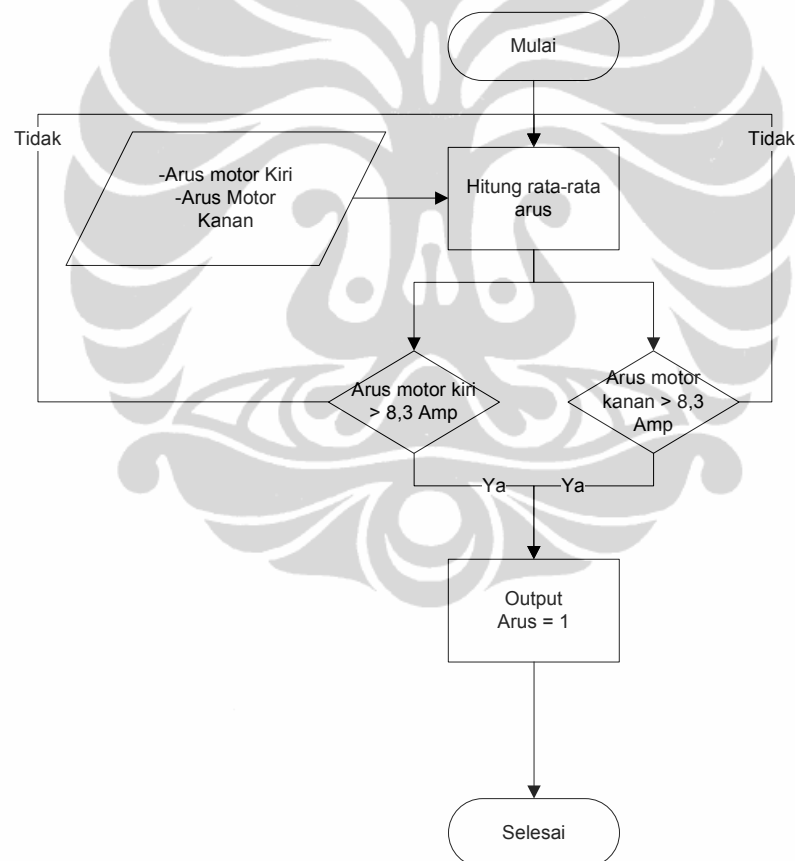 Mulai
Tidak
Tidak
-Arus motor Kiri
-Arus Motor
Kanan
Hitung rata-rata
arus
Arus motor kiri
> 8,3 Amp
Arus motor
kanan > 8,3
Amp
Ya
Ya
Output
Arus = 1
Selesai